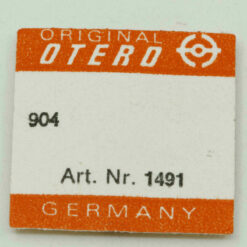 ORIGINAL
OTERO
904
Art. Nr. 1491
GERMANY